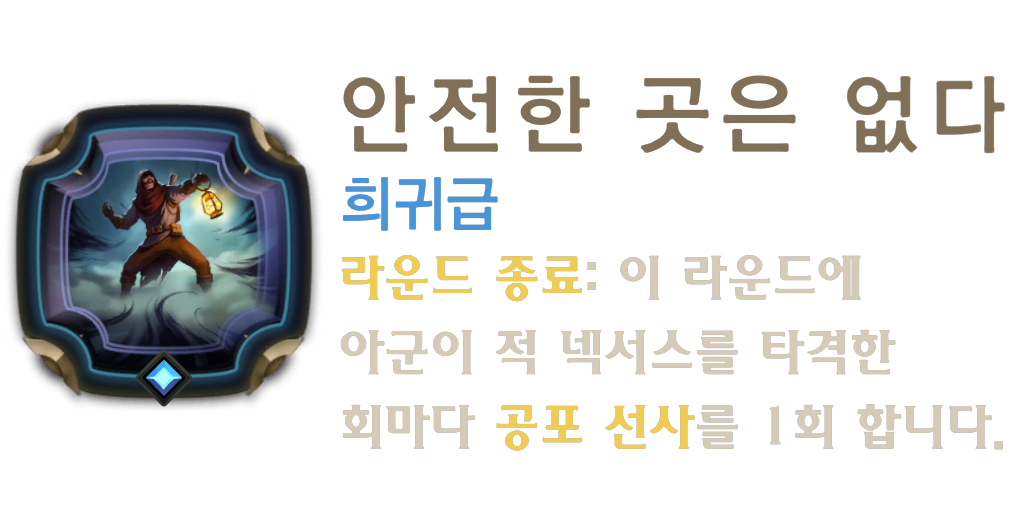 안전한 곳은 없다
희귀급
라운드 종료: 이 라운드에
아군이 적 넥서스를 타격한
회마다 공포 선사를 1회 합니다.